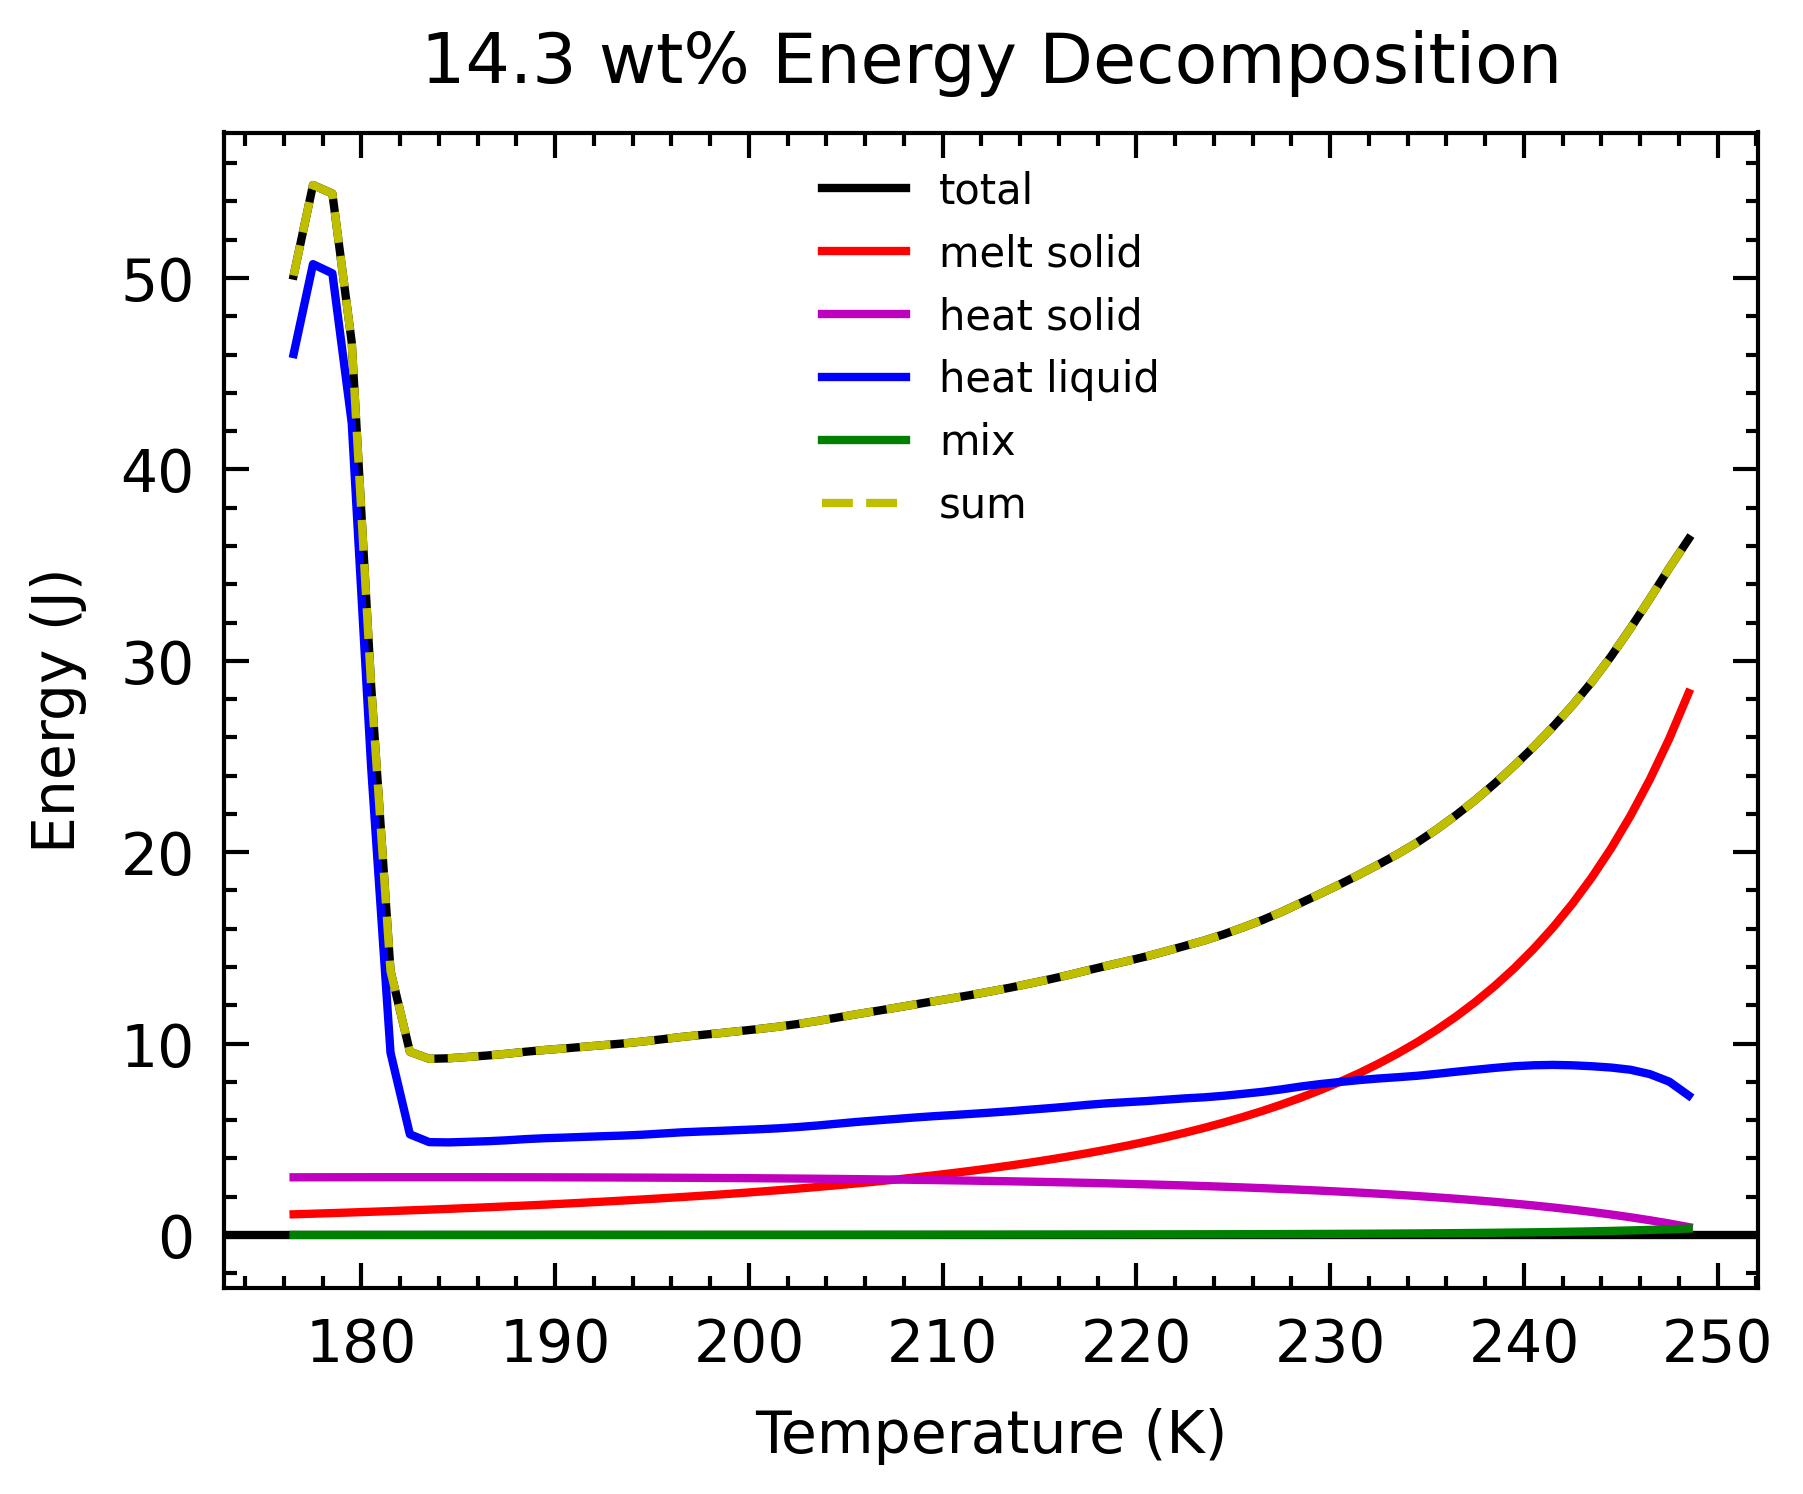 14.3 wt% Energy Decomposition
total
melt solid
heat solid
heat liquid
mix
sum
Energy (J)
50
40
30
20
10
0
180 190 200 210 220 230 240 250
Temperature (K)